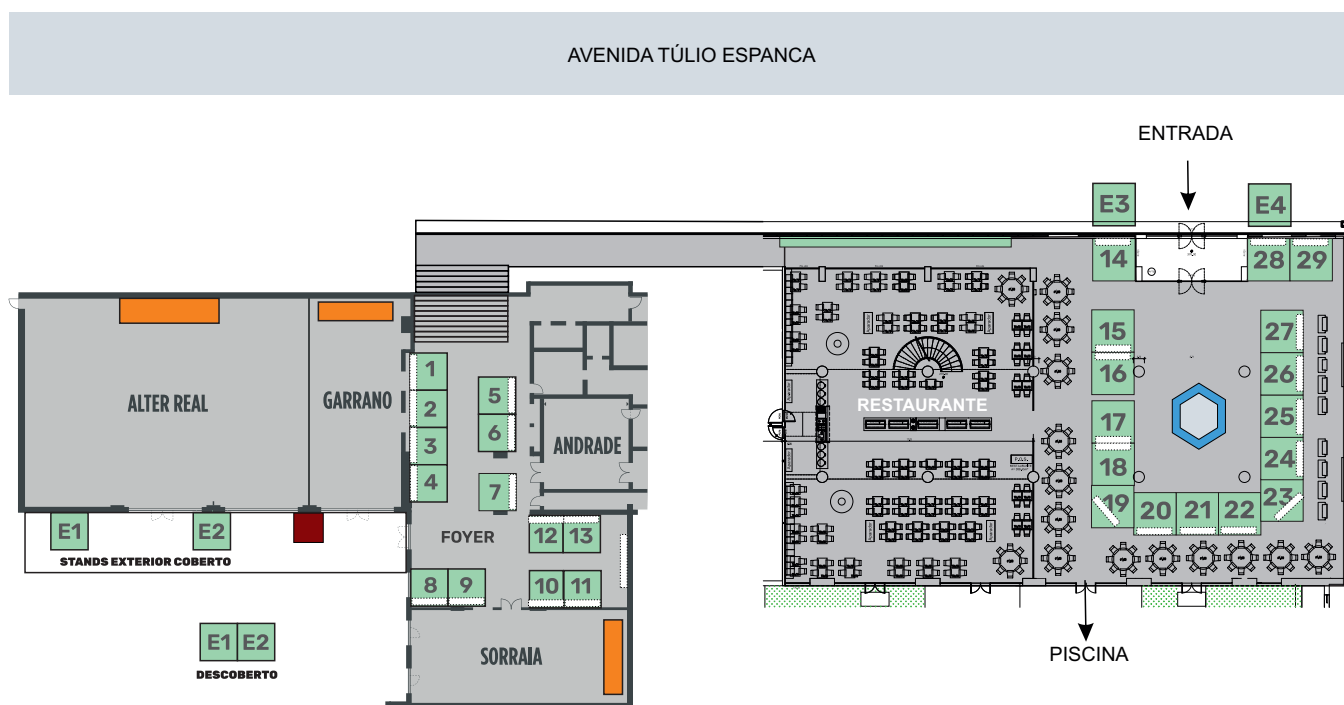 AVENIDA TÚLIO ESPANCA
ENTRADA
E3
E4
14
28
29
1
2
3
4
5
6
7
ALTER REAL
GARRANO
ANDRADE
RESTAURANTE
15
16
17
18
19
20
21
22
23
24
25
26
27
E1
E2
STANDS EXTERIOR COBERTO
FOYER
12
13
8
9
10
11
E1
E2
DESCOBERTO
SORRAIA
PISCINA